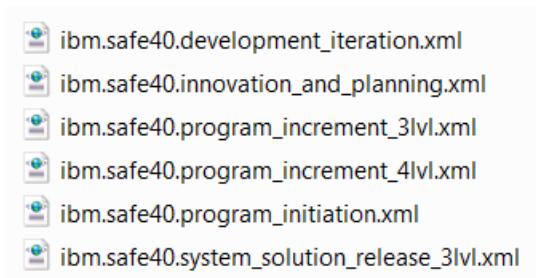 ibm.safe40.development_iteration.xml
ibm.safe40.innovation_and_planning.xml
ibm.safe40.program_increment_3lvl.xml
ibm.safe40.program_increment_4lvl.xml
ibm.safe40.program_initiation.xml
ibm.safe40.system_solution_release_3lvl.xml